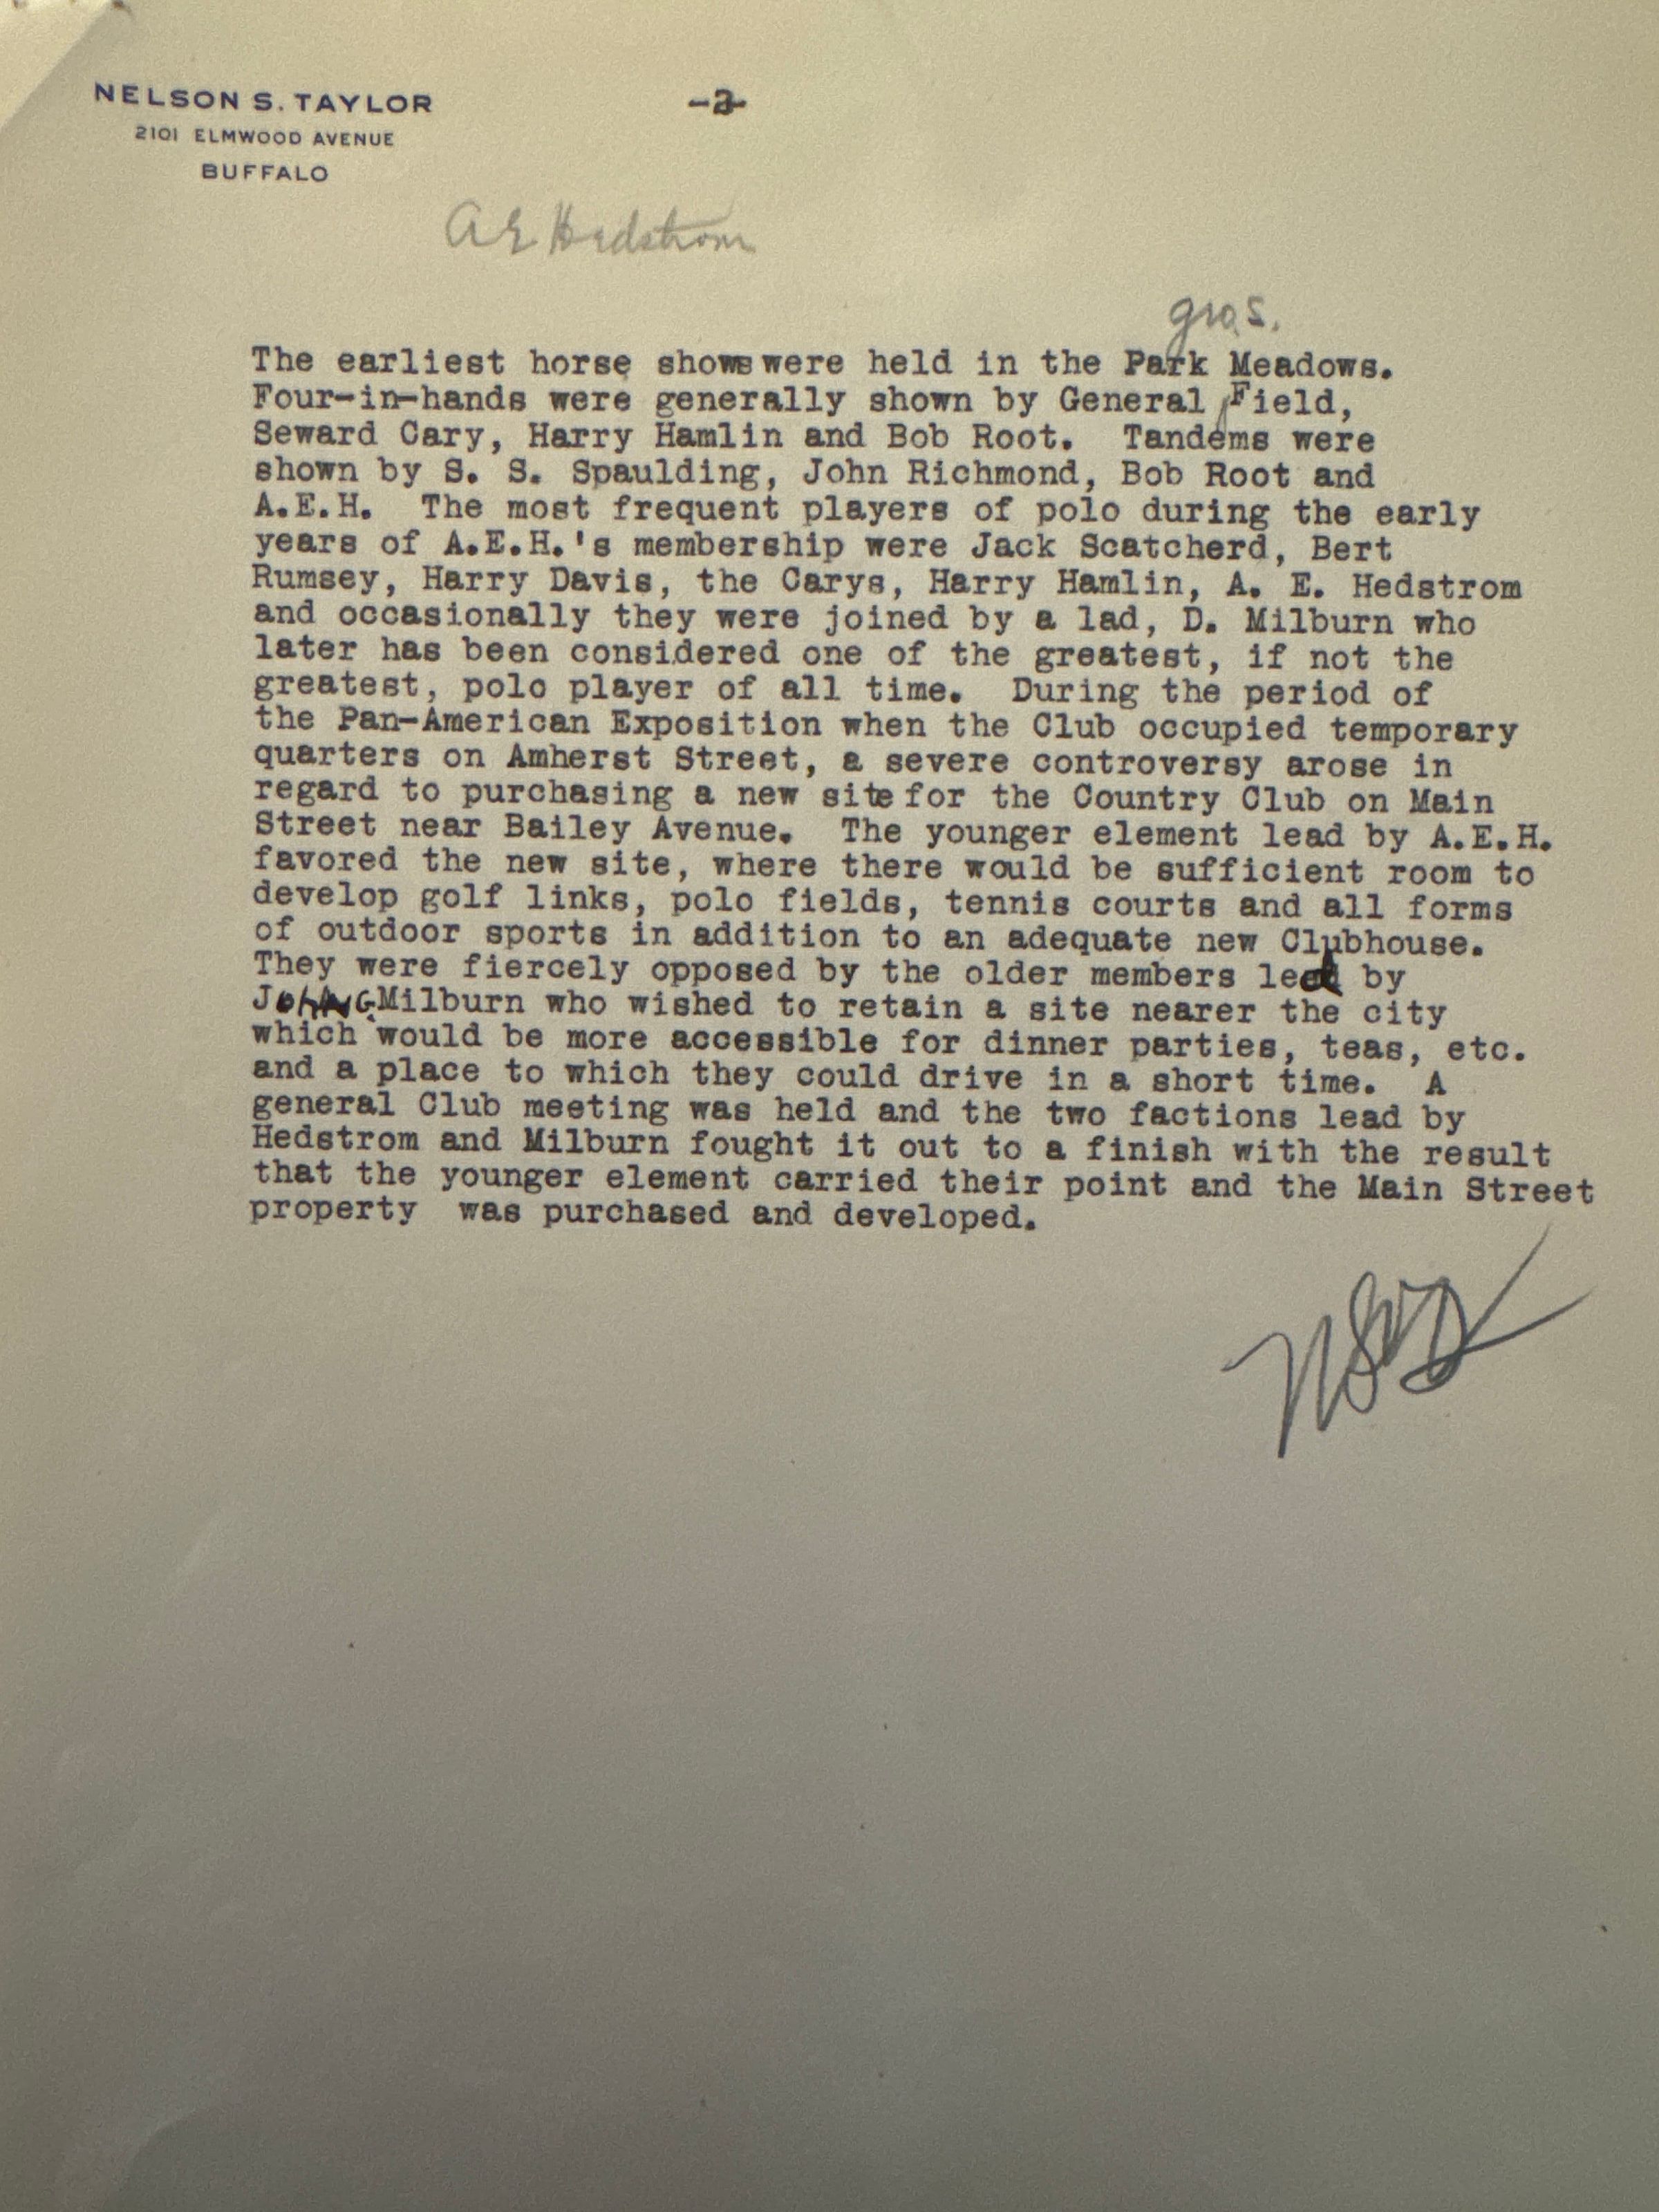 NELSON S. TAYLOR
2101 ELMWOOD AVENUE
BUFFALO
-2-
A E Hedstrom
Geo. S.
The earliest horse shows were held in the Park Meadows.
Four-in-hands were generally shown by General Field,
Seward Cary, Harry Hamlin and Bob Root. Tandems were
shown by S. S. Spaulding, John Richmond, Bob Root and
A.E.H. The most frequent players of polo during the early
years of A.E.H.'s membership were Jack Scatcherd, Bert
Rumsey, Harry Davis, the Carys, Harry Hamlin, A. E. Hedstrom
and occasionally they were joined by a lad, D. Milburn who
later has been considered one of the greatest, if not the
greatest, polo player of all time. During the period of
the Pan-American Exposition when the Club occupied temporary
quarters on Amherst Street, a severe controversy arose in
regard to purchasing a new site for the Country Club on Main
Street near Bailey Avenue. The younger element lead by A.E.H.
favored the new site, where there would be sufficient room to
develop golf links, polo fields, tennis courts and all forms
of outdoor sports in addition to an adequate new Clubhouse.
They were fiercely opposed by the older members led by
John G. Milburn who wished to retain a site nearer the city
which would be more accessible for dinner parties, teas, etc.
and a place to which they could drive in a short time. A
general Club meeting was held and the two factions lead by
Hedstrom and Milburn fought it out to a finish with the result
that the younger element carried their point and the Main Street
property was purchased and developed.